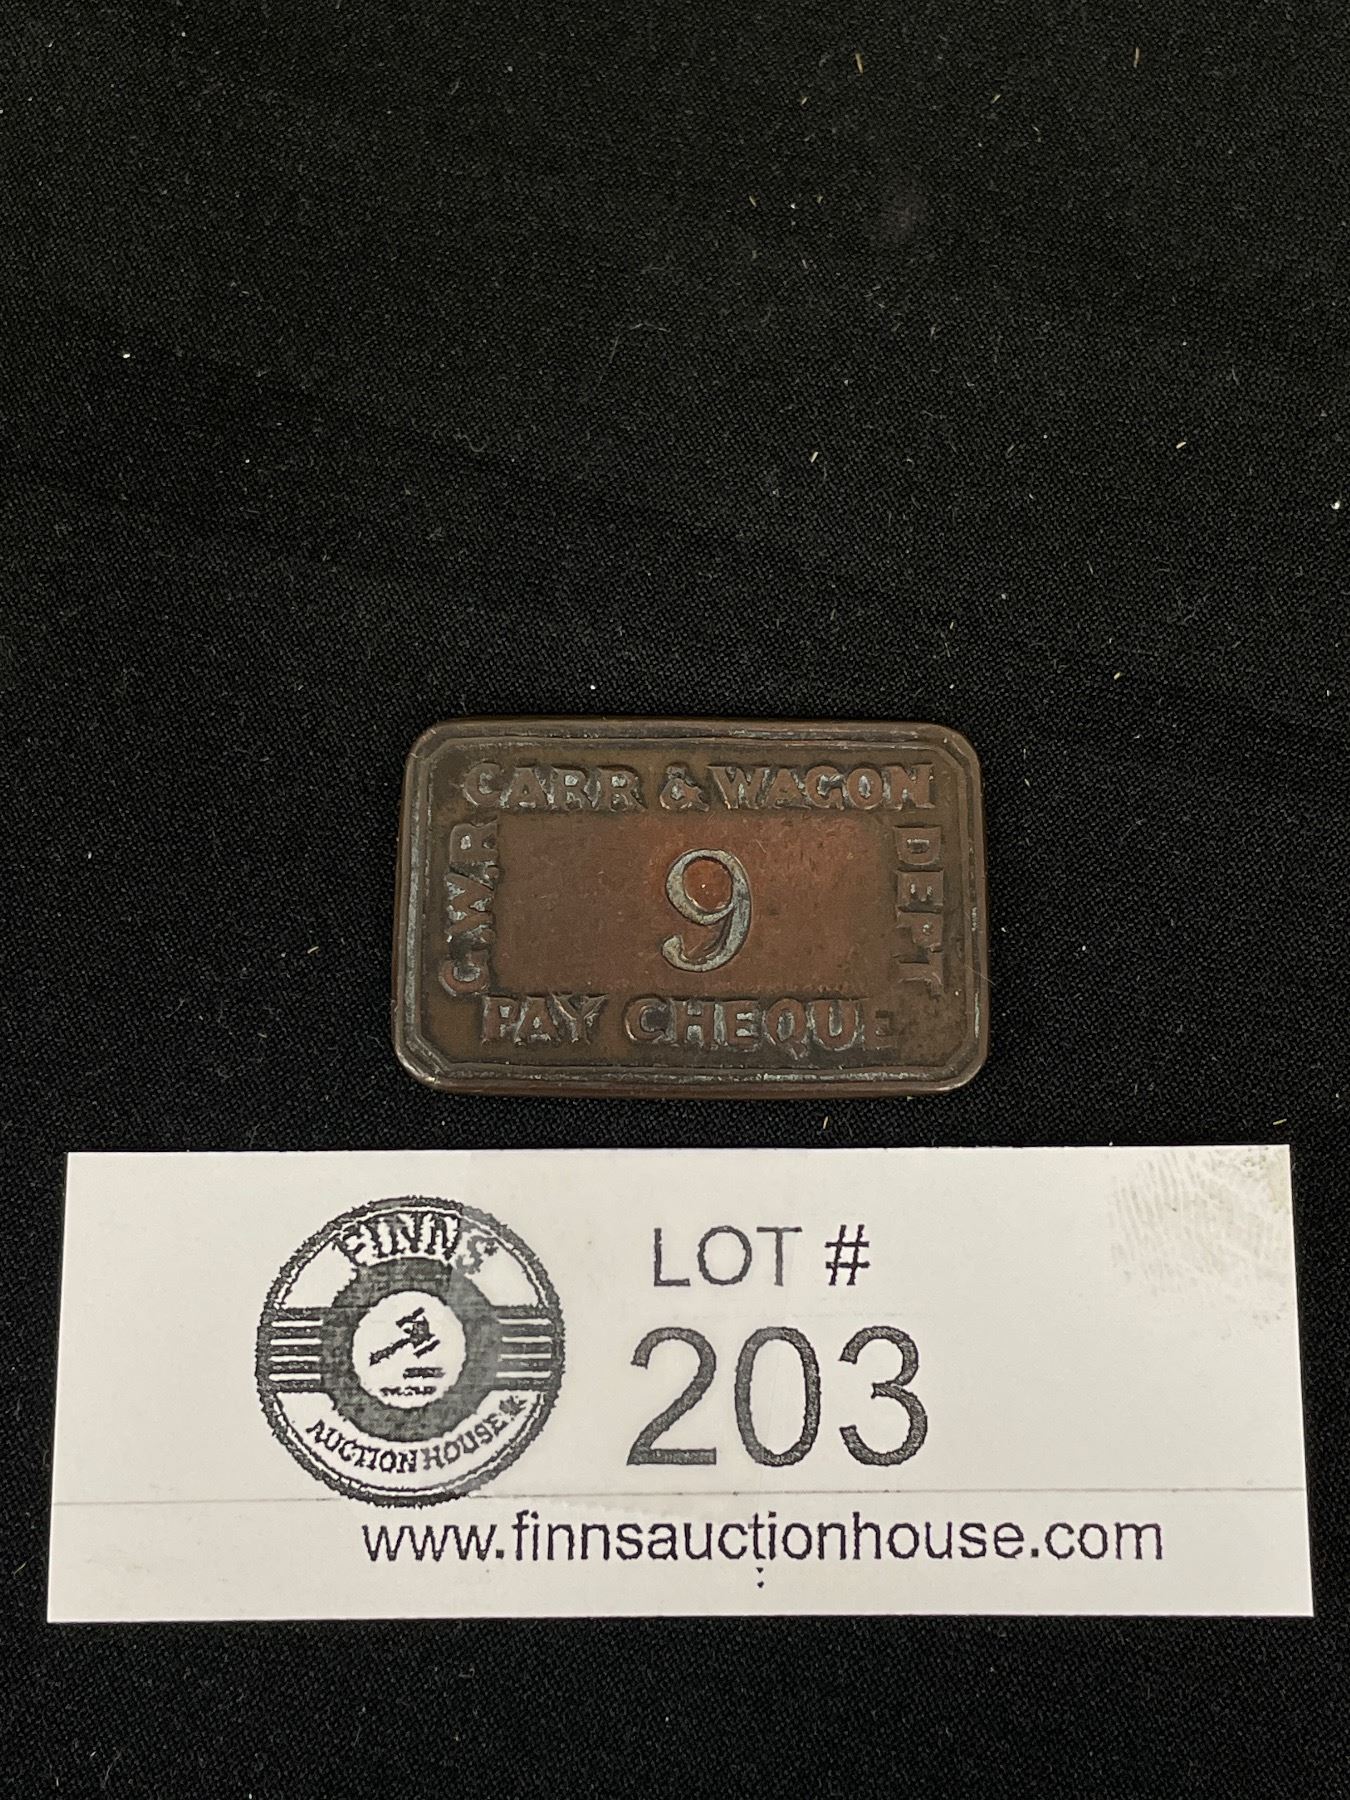 CARR & WAGON
G.W.R
DEPT
9
PAY CHEQUE
FINNS
AUCTION HOUSE
LOT #
203
www.finnsauctionhouse.com